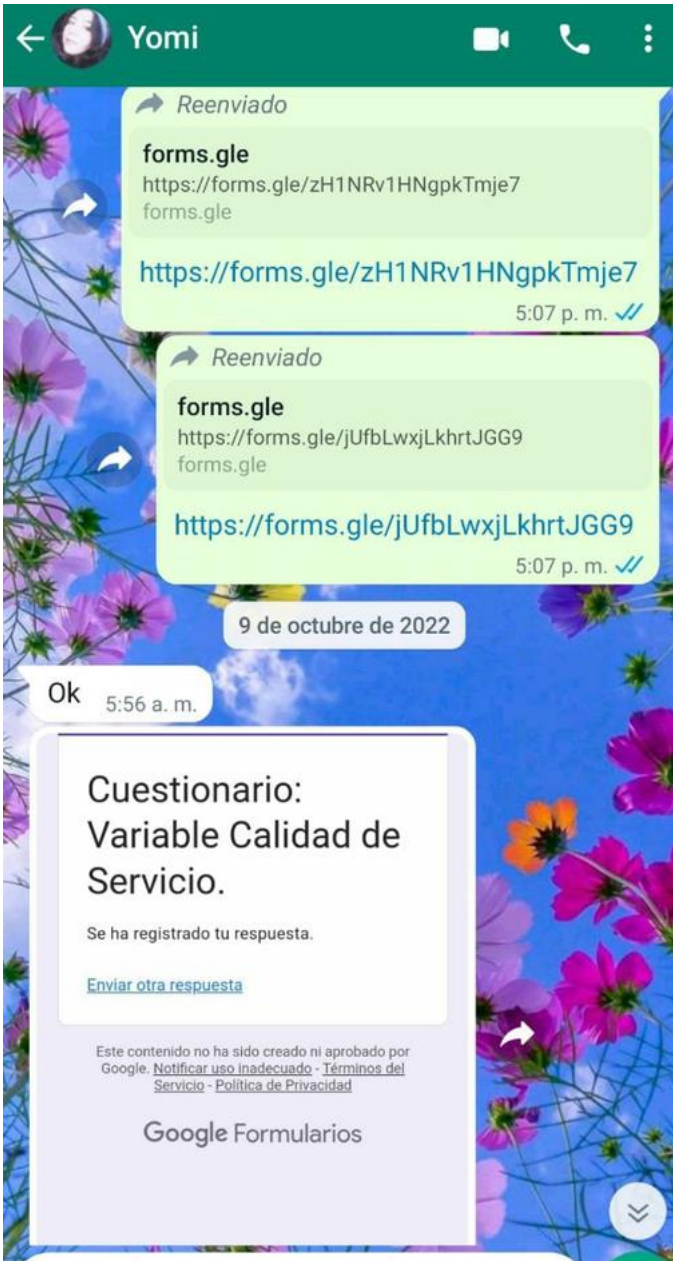 Yomi
Reenviado
forms.gle
https://forms.gle/zH1NRv1HNgpkTmje7
forms.gle
https://forms.gle/zH1NRv1HNgpkTmje7
5:07 p. m.
Reenviado
forms.gle
https://forms.gle/jUfbLwxjLkhrtJGG9
forms.gle
https://forms.gle/jUfbLwxjLkhrtJGG9
5:07 p. m.
9 de octubre de 2022
Ok 5:56 a. m.
Cuestionario:
Variable Calidad de
Servicio.
Se ha registrado tu respuesta.
Enviar otra respuesta
Este contenido no ha sido creado ni aprobado por
Google. Notificar uso inadecuado - Términos del
Servicio - Política de Privacidad
Google Formularios